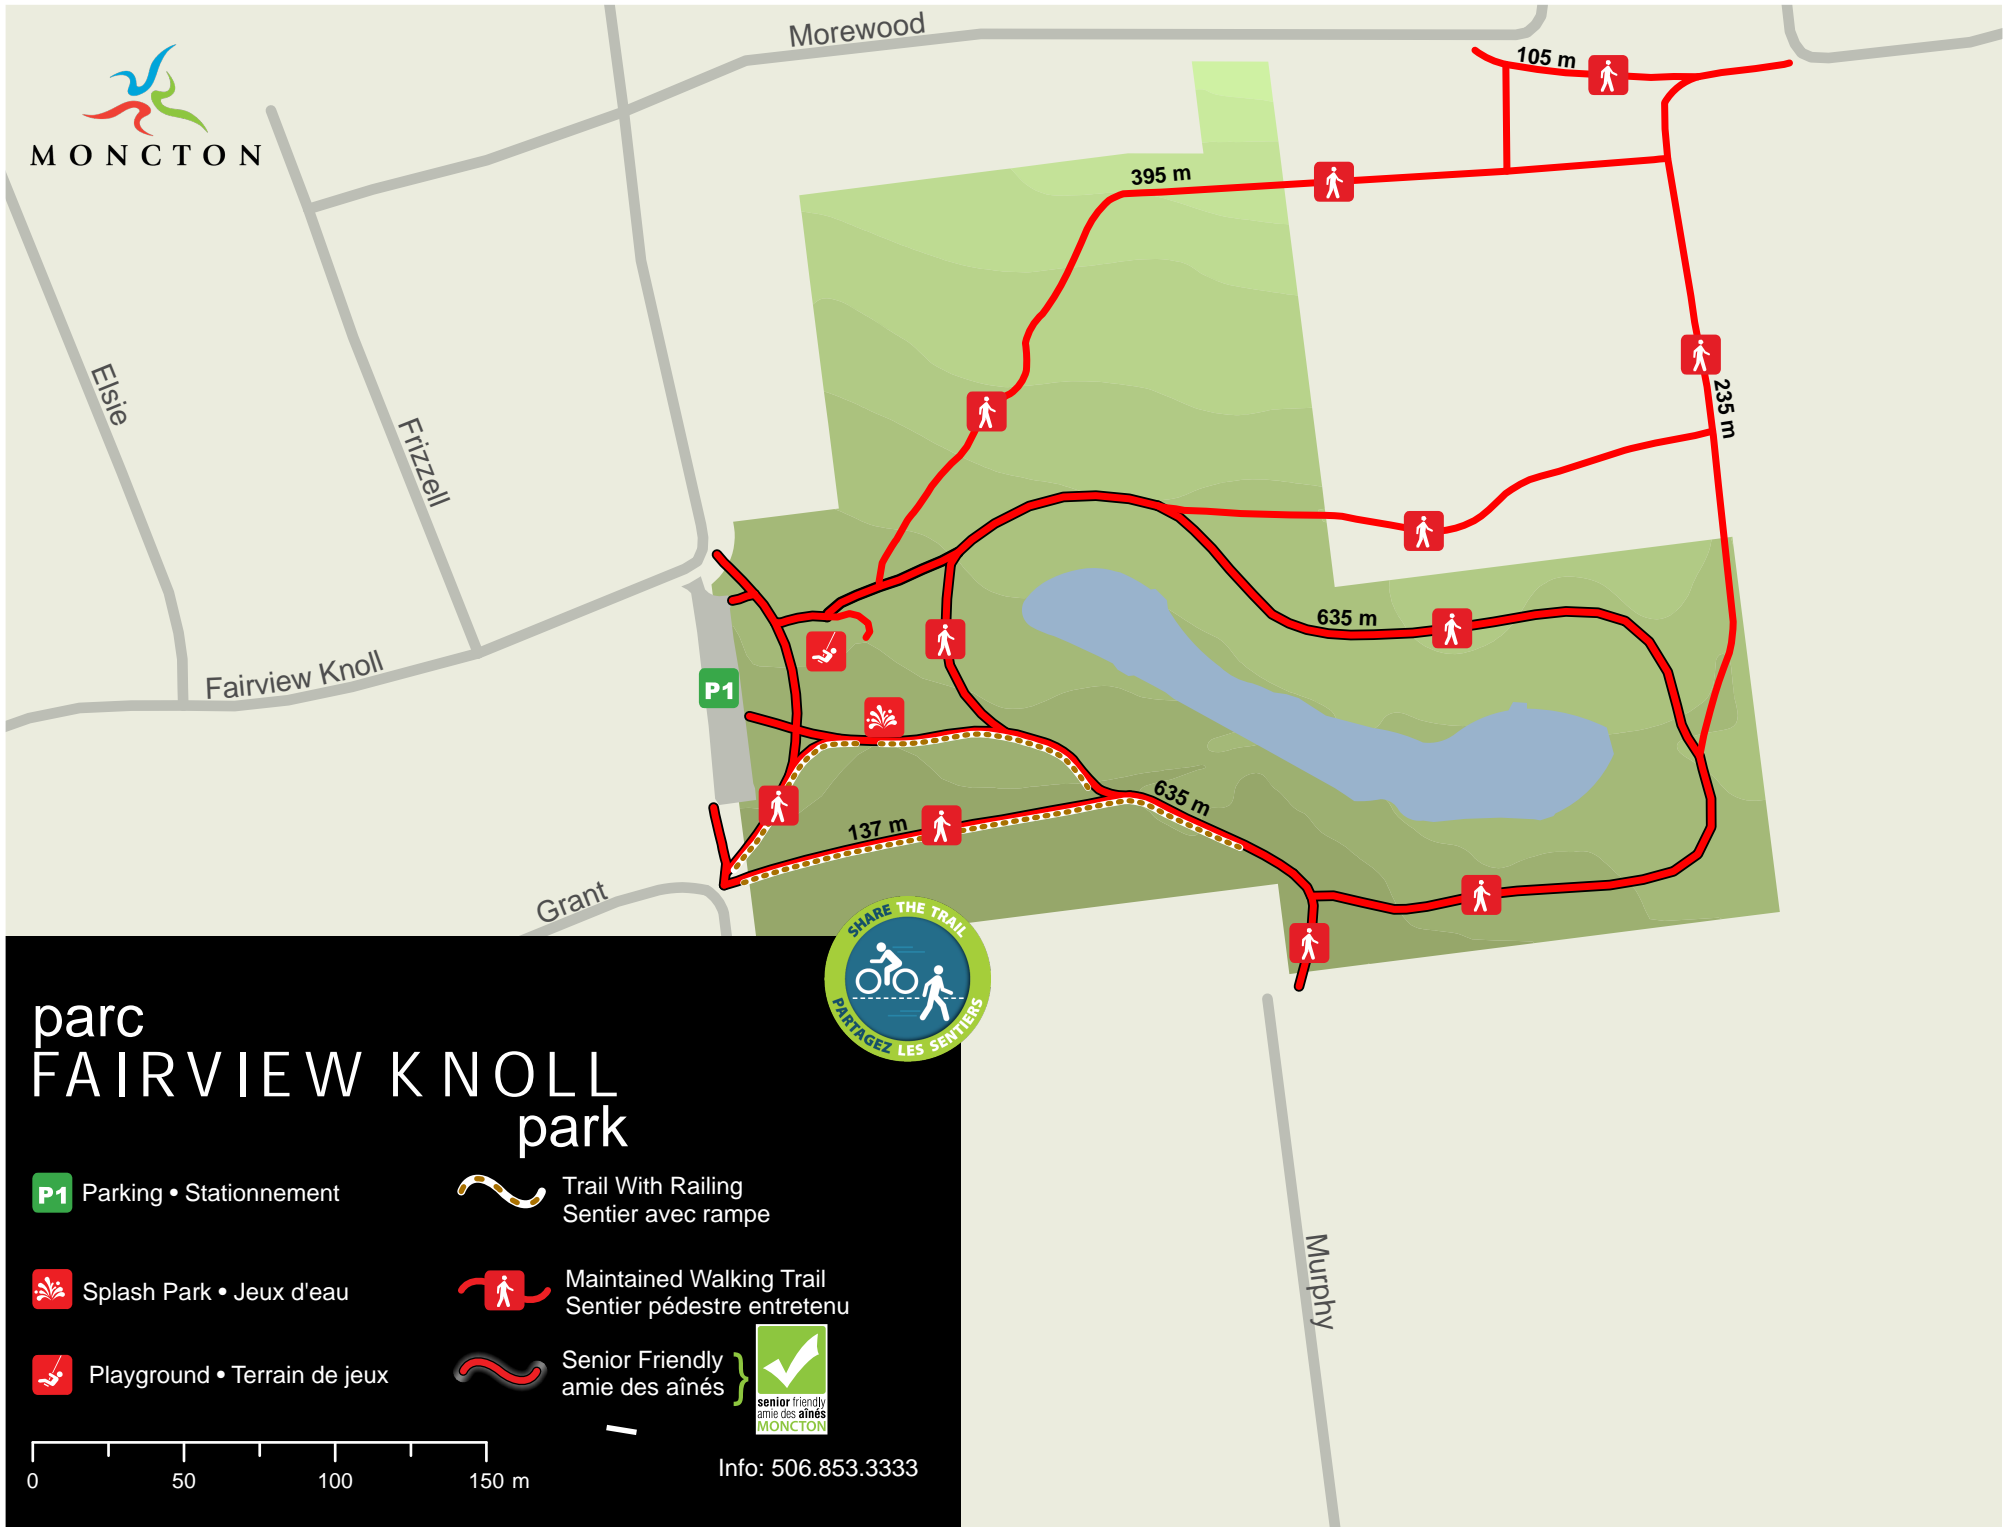 MONCTON
Morewood
105 m
395 m
Elsie
Frizzell
235 m
635 m
Fairview Knoll
P1
635 m
137 m
Grant
SHARE THE TRAIL
PARTAGEZ LES SENTIERS
Murphy
parc
FAIRVIEW KNOLL
park
P1 Parking • Stationnement
Splash Park • Jeux d'eau
Playground • Terrain de jeux
Trail With Railing
Sentier avec rampe
Maintained Walking Trail
Sentier pédestre entretenu
Senior Friendly
amie des aînés
senior friendly
amie des aînés
MONCTON
0 50 100 150 m
Info: 506.853.3333